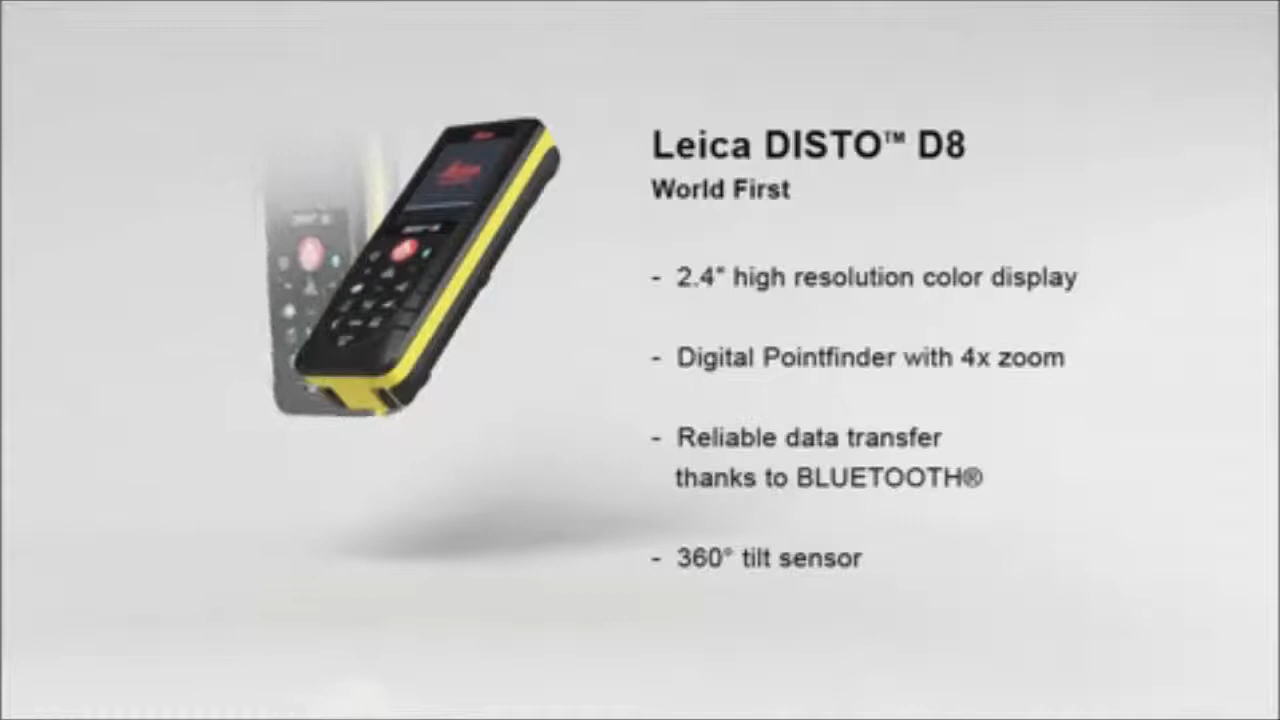 Leica DISTO™ D8
World First
- 2.4" high resolution color display
- Digital Pointfinder with 4x zoom
- Reliable data transfer
thanks to BLUETOOTH®
- 360° tilt sensor